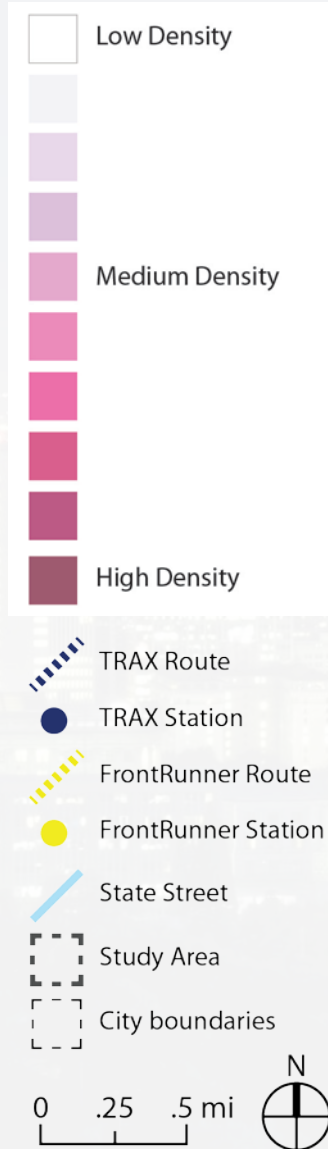 Low Density
Medium Density
High Density
TRAX Route
TRAX Station
FrontRunner Route
FrontRunner Station
State Street
Study Area
City boundaries
N
0 .25 .5 mi